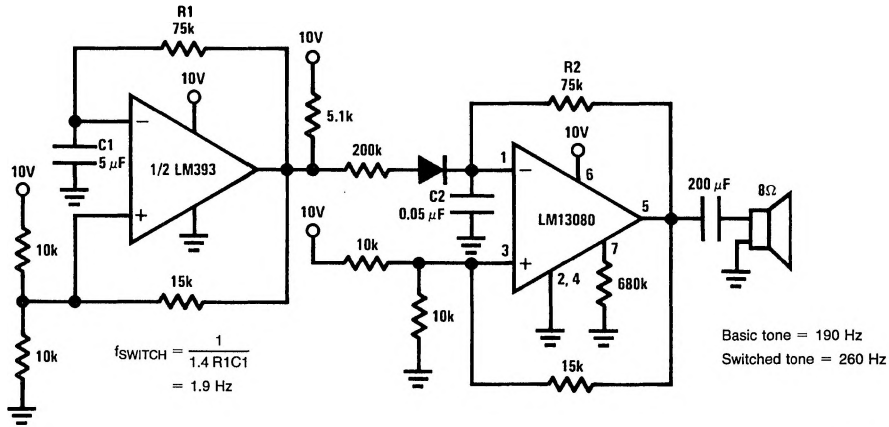 R1
75k
10V
10V
C1
5 μF
−
+
1/2 LM393
10V
5.1k
200k
10V
10k
15k
10k
fSWITCH = 1
1.4 R1C1
= 1.9 Hz
R2
75k
10V
6
1
−
C2
0.05 μF
LM13080
5
200 μF
8Ω
10V
10k
3
+
7
2, 4
680k
10k
15k
Basic tone = 190 Hz
Switched tone = 260 Hz